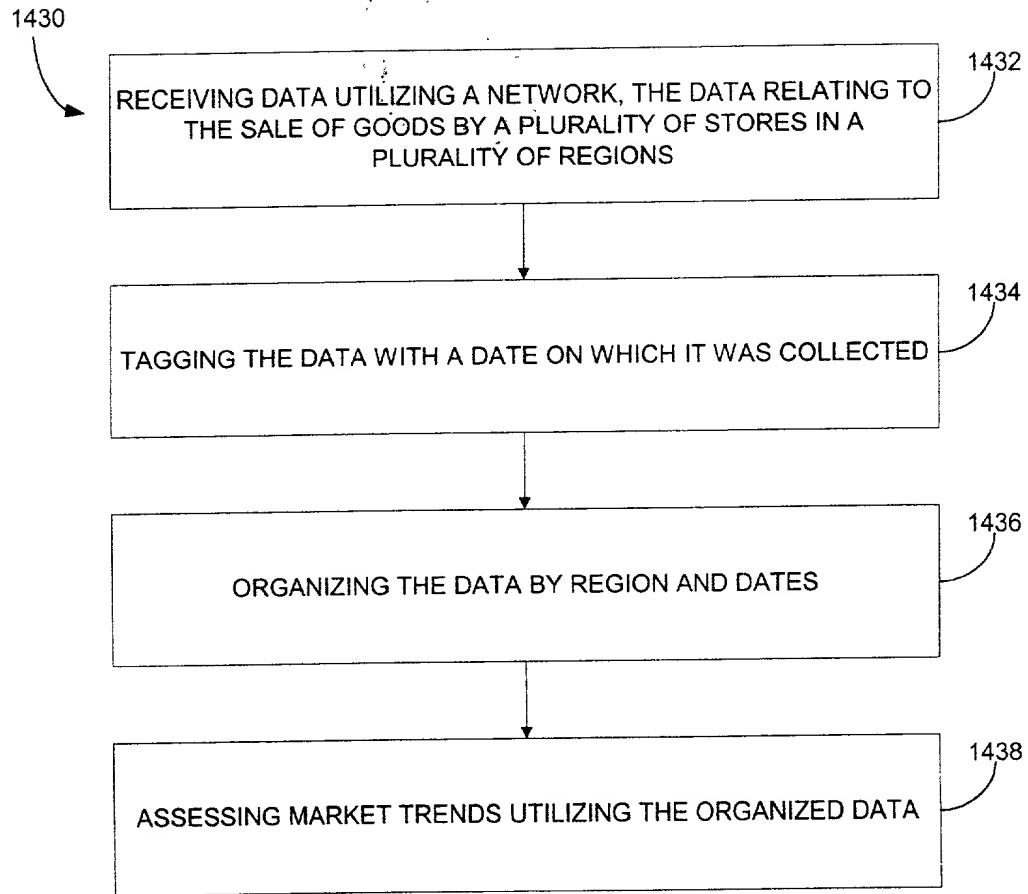 1430
1432
RECEIVING DATA UTILIZING A NETWORK, THE DATA RELATING TO
THE SALE OF GOODS BY A PLURALITY OF STORES IN A
PLURALITY OF REGIONS
1434
TAGGING THE DATA WITH A DATE ON WHICH IT WAS COLLECTED
1436
ORGANIZING THE DATA BY REGION AND DATES
1438
ASSESSING MARKET TRENDS UTILIZING THE ORGANIZED DATA